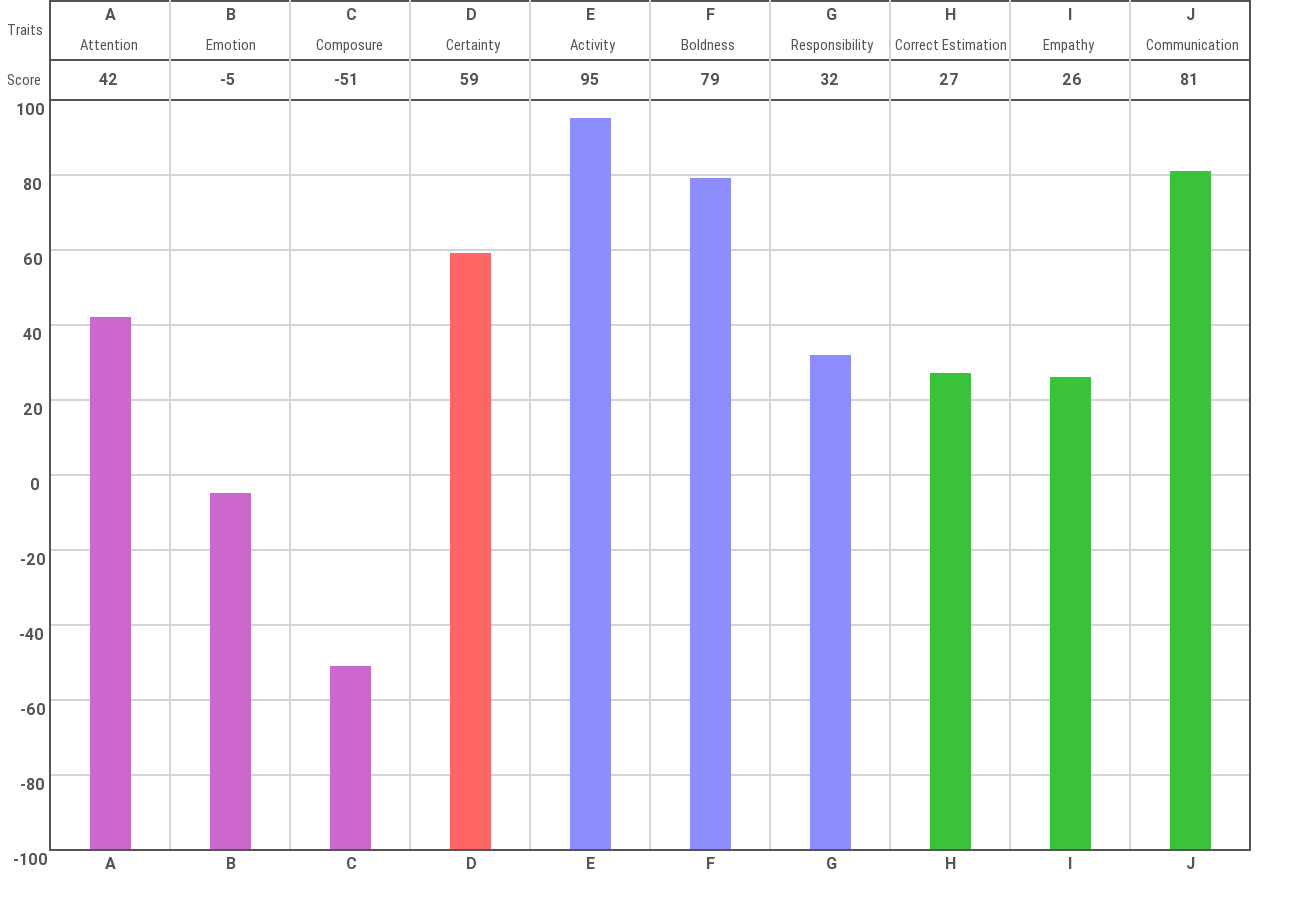 Traits A B C D E F G H I J
Attention Emotion Composure Certainty Activity Boldness Responsibility Correct Estimation Empathy Communication
Score 42 -5 -51 59 95 79 32 27 26 81
100
80
60
40
20
0
-20
-40
-60
-80
-100
A B C D E F G H I J